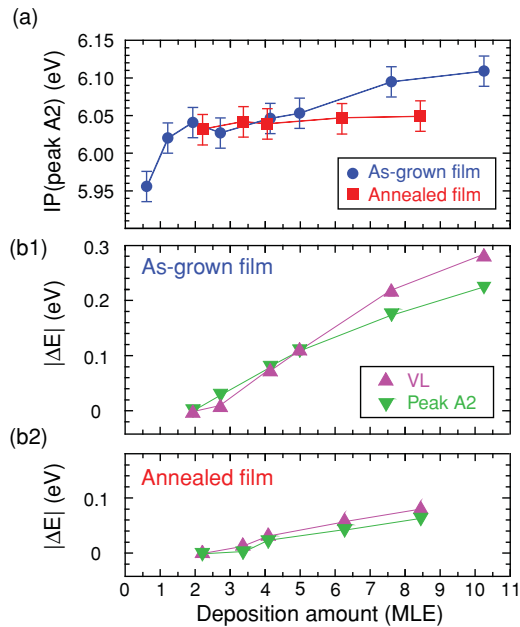 (a)
6.15
6.10
6.05
6.00
5.95
IP(peak A2) (eV)
As-grown film
Annealed film
(b1)
0.3
0.2
0.1
0
|ΔE| (eV)
As-grown film
VL
Peak A2
(b2)
0.1
0
|ΔE| (eV)
Annealed film
0 1 2 3 4 5 6 7 8 9 10 11
Deposition amount (MLE)